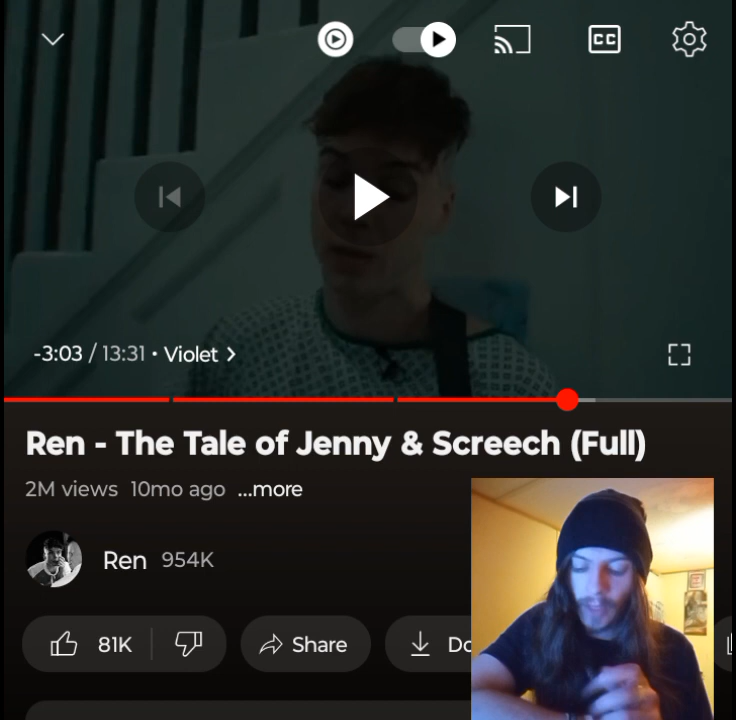 CC
-3:03 / 13:31 • Violet >
Ren - The Tale of Jenny & Screech (Full)
2M views 10mo ago ...more
Ren 954K
81K Share Do